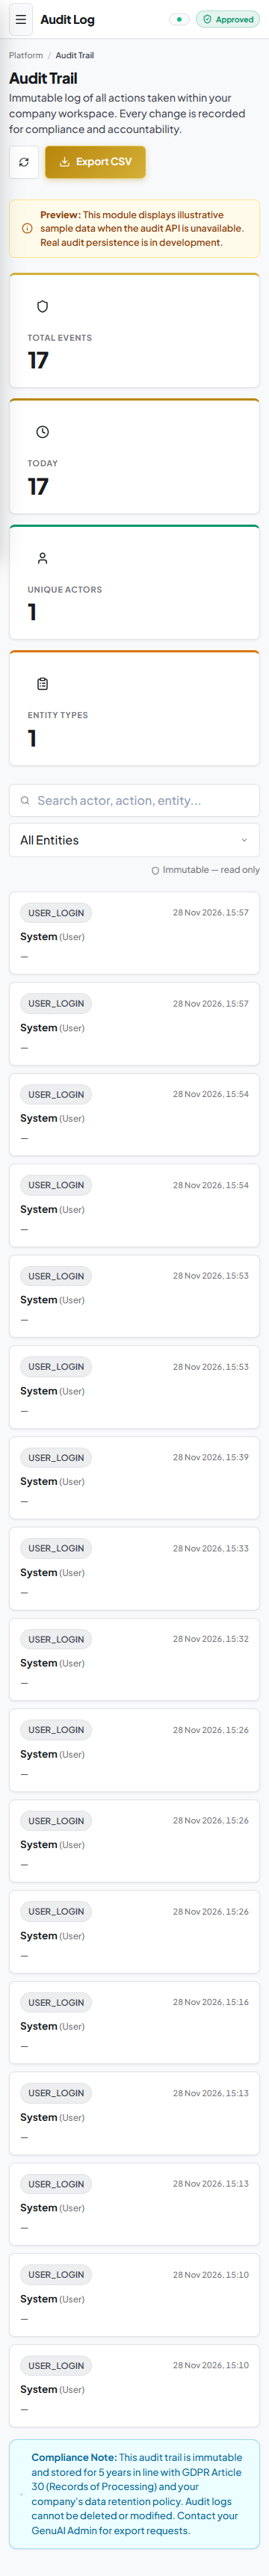 Audit Log
Approved
Platform / Audit Trail
Audit Trail
Immutable log of all actions taken within your
company workspace. Every change is recorded
for compliance and accountability.
Export CSV
Preview: This module displays illustrative
sample data when the audit API is unavailable.
Real audit persistence is in development.
TOTAL EVENTS
17
TODAY
17
UNIQUE ACTORS
1
ENTITY TYPES
1
Search actor, action, entity...
All Entities
Immutable — read only
USER_LOGIN 28 Nov 2026, 15:57
System (User)
—
USER_LOGIN 28 Nov 2026, 15:57
System (User)
—
USER_LOGIN 28 Nov 2026, 15:54
System (User)
—
USER_LOGIN 28 Nov 2026, 15:54
System (User)
—
USER_LOGIN 28 Nov 2026, 15:53
System (User)
—
USER_LOGIN 28 Nov 2026, 15:53
System (User)
—
USER_LOGIN 28 Nov 2026, 15:39
System (User)
—
USER_LOGIN 28 Nov 2026, 15:33
System (User)
—
USER_LOGIN 28 Nov 2026, 15:32
System (User)
—
USER_LOGIN 28 Nov 2026, 15:26
System (User)
—
USER_LOGIN 28 Nov 2026, 15:26
System (User)
—
USER_LOGIN 28 Nov 2026, 15:26
System (User)
—
USER_LOGIN 28 Nov 2026, 15:16
System (User)
—
USER_LOGIN 28 Nov 2026, 15:13
System (User)
—
USER_LOGIN 28 Nov 2026, 15:13
System (User)
—
USER_LOGIN 28 Nov 2026, 15:10
System (User)
—
USER_LOGIN 28 Nov 2026, 15:10
System (User)
—
Compliance Note: This audit trail is immutable
and stored for 5 years in line with GDPR Article
30 (Records of Processing) and your
company's data retention policy. Audit logs
cannot be deleted or modified. Contact your
GenuAI Admin for export requests.